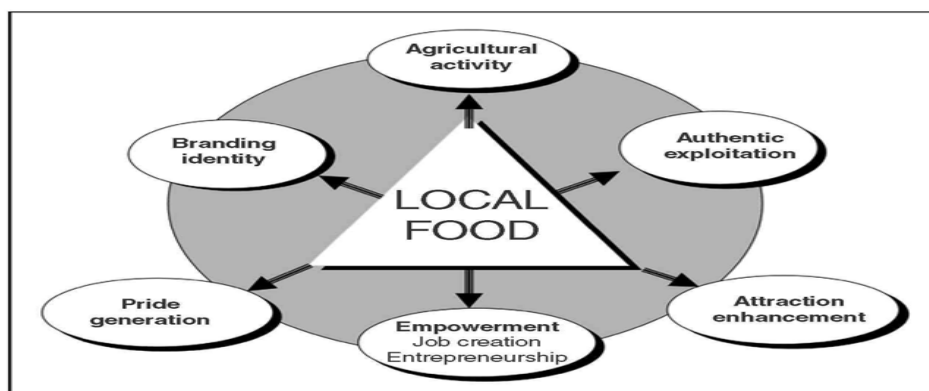 Agricultural
activity
Branding
identity
Authentic
exploitation
LOCAL
FOOD
Pride
generation
Empowerment
Job creation
Entrepreneurship
Attraction
enhancement